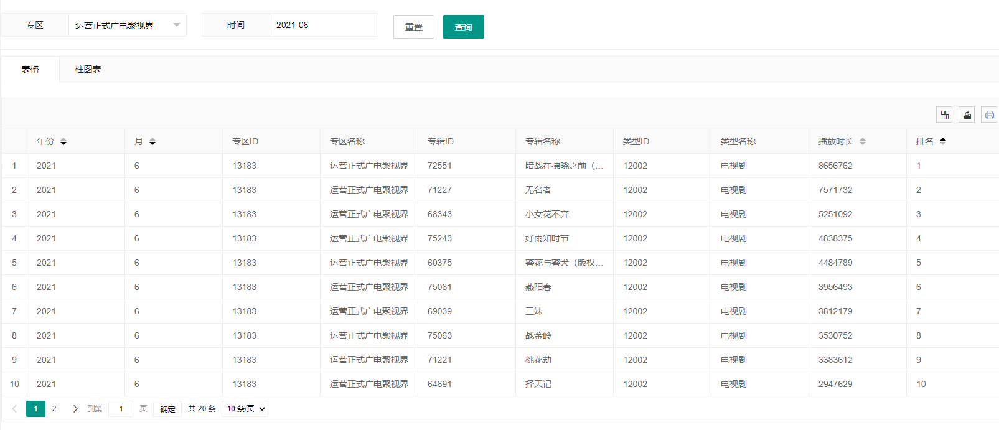 专区 运营正式广电聚视界 时间 2021-06 重置 查询
表格 柱图表
年份 月 专区ID 专区名称 专辑ID 专辑名称 类型ID 类型名称 播放时长 排名
1 2021 6 13183 运营正式广电聚视界 72551 暗战在拂晓之前（... 12002 电视剧 8656762 1
2 2021 6 13183 运营正式广电聚视界 71227 无名者 12002 电视剧 7571732 2
3 2021 6 13183 运营正式广电聚视界 68343 小女花不弃 12002 电视剧 5251092 3
4 2021 6 13183 运营正式广电聚视界 75243 好雨知时节 12002 电视剧 4838375 4
5 2021 6 13183 运营正式广电聚视界 60375 警花与警犬（版权... 12002 电视剧 4484789 5
6 2021 6 13183 运营正式广电聚视界 75081 燕阳春 12002 电视剧 3956493 6
7 2021 6 13183 运营正式广电聚视界 69039 三妹 12002 电视剧 3812179 7
8 2021 6 13183 运营正式广电聚视界 75063 战金岭 12002 电视剧 3530752 8
9 2021 6 13183 运营正式广电聚视界 71221 桃花劫 12002 电视剧 3383612 9
10 2021 6 13183 运营正式广电聚视界 64691 择天记 12002 电视剧 2947629 10
1 2 到第 1 页 确定 共 20 条 10 条/页